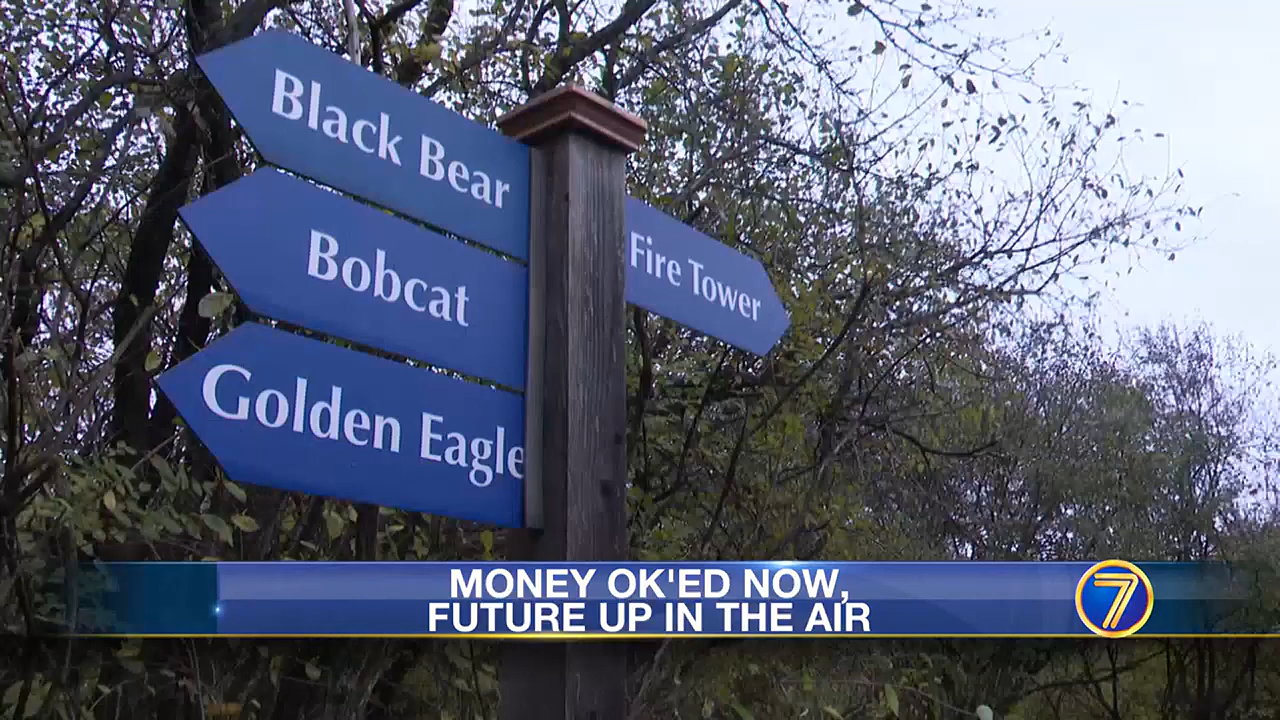 Black Bear
Bobcat
Golden Eagle
Fire Tower
MONEY OK'ED NOW,
FUTURE UP IN THE AIR
7